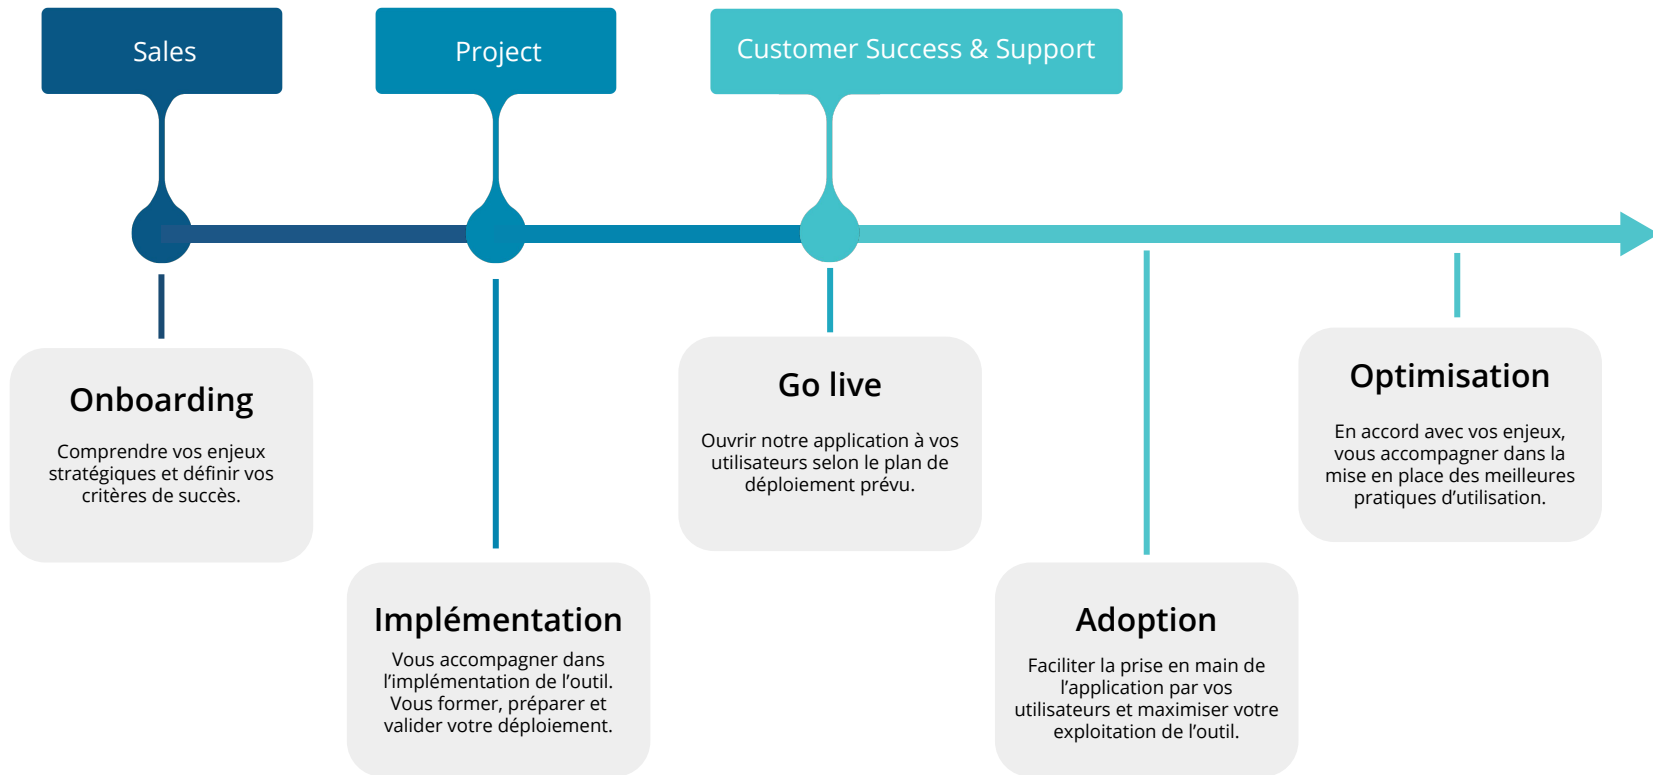 Sales
Project
Customer Success & Support
Onboarding
Comprendre vos enjeux
stratégiques et définir vos
critères de succès.
Implémentation
Vous accompagner dans
l’implémentation de l’outil.
Vous former, préparer et
valider votre déploiement.
Go live
Ouvrir notre application à vos
utilisateurs selon le plan de
déploiement prévu.
Adoption
Faciliter la prise en main de
l’application par vos
utilisateurs et maximiser votre
exploitation de l’outil.
Optimisation
En accord avec vos enjeux,
vous accompagner dans la
mise en place des meilleures
pratiques d’utilisation.